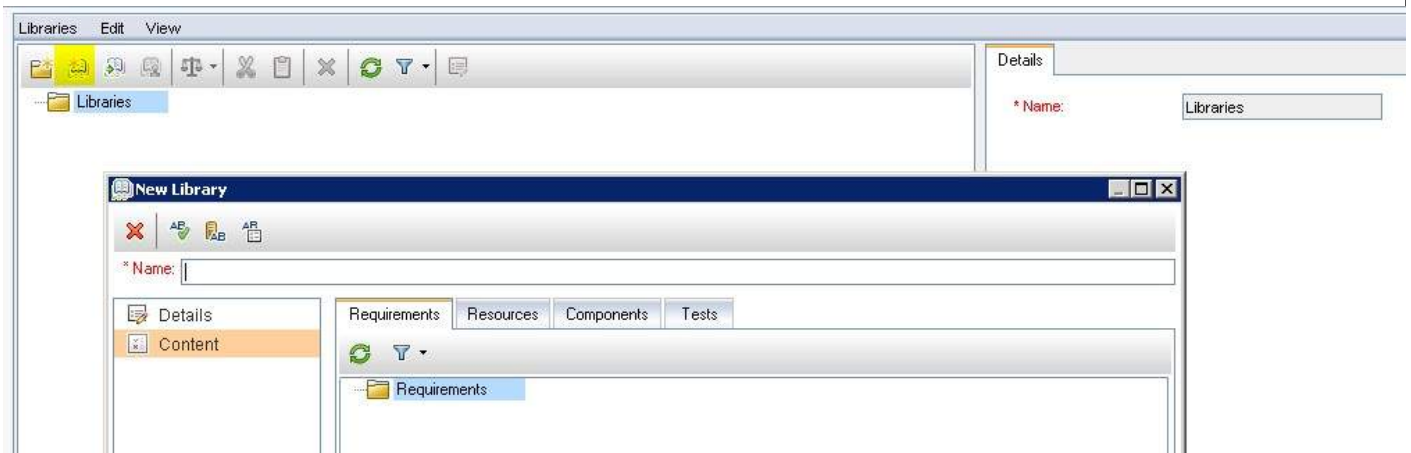 Libraries Edit View
Details
Libraries
* Name: Libraries
New Library
* Name:
Details
Content
Requirements Resources Components Tests
Requirements